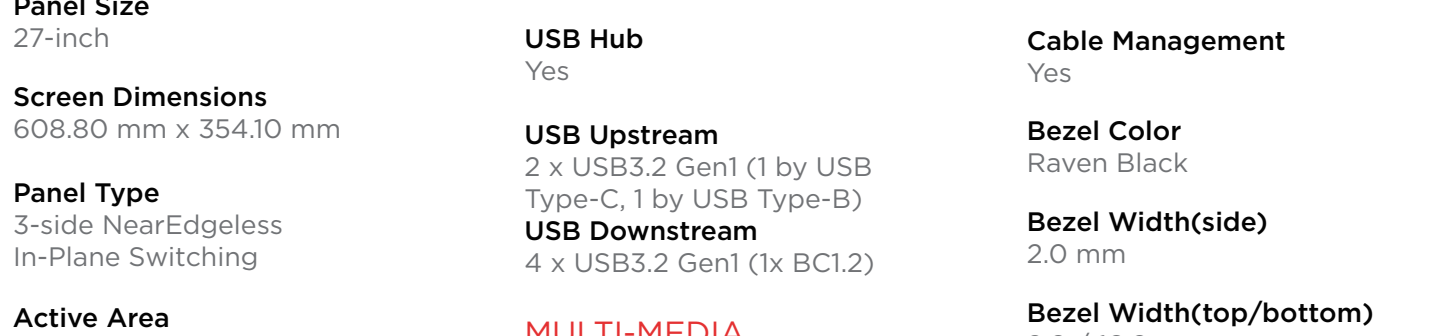 Panel Size
27-inch
Screen Dimensions
608.80 mm x 354.10 mm
Panel Type
3-side NearEdgeless
In-Plane Switching
Active Area
USB Hub
Yes
USB Upstream
2 x USB3.2 Gen1 (1 by USB
Type-C, 1 by USB Type-B)
USB Downstream
4 x USB3.2 Gen1 (1x BC1.2)
MULTI-MEDIA
Cable Management
Yes
Bezel Color
Raven Black
Bezel Width(side)
2.0 mm
Bezel Width(top/bottom)